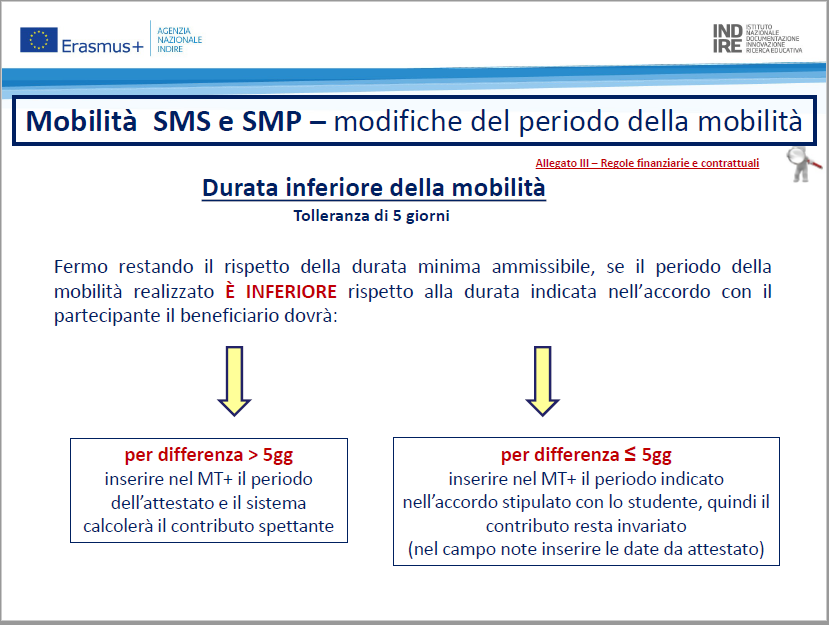 Erasmus+
AGENZIA
NAZIONALE
INDIRE
IND
IRE
ISTITUTO
NAZIONALE
DOCUMENTAZIONE
INNOVAZIONE
RICERCA EDUCATIVA
Mobilità SMS e SMP – modifiche del periodo della mobilità
Allegato III – Regole finanziarie e contrattuali
Durata inferiore della mobilità
Tolleranza di 5 giorni
Fermo restando il rispetto della durata minima ammissibile, se il periodo della
mobilità realizzato È INFERIORE rispetto alla durata indicata nell’accordo con il
partecipante il beneficiario dovrà:
per differenza > 5gg
inserire nel MT+ il periodo
dell’attestato e il sistema
calcolerà il contributo spettante
per differenza ≤ 5gg
inserire nel MT+ il periodo indicato
nell’accordo stipulato con lo studente, quindi il
contributo resta invariato
(nel campo note inserire le date da attestato)